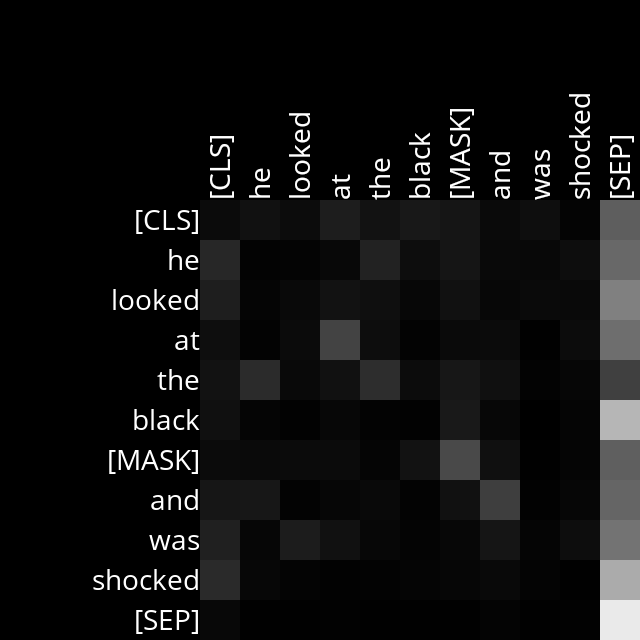 [CLS] he looked at the black [MASK] and was shocked [SEP]
[CLS]
he
looked
at
the
black
[MASK]
and
was
shocked
[SEP]